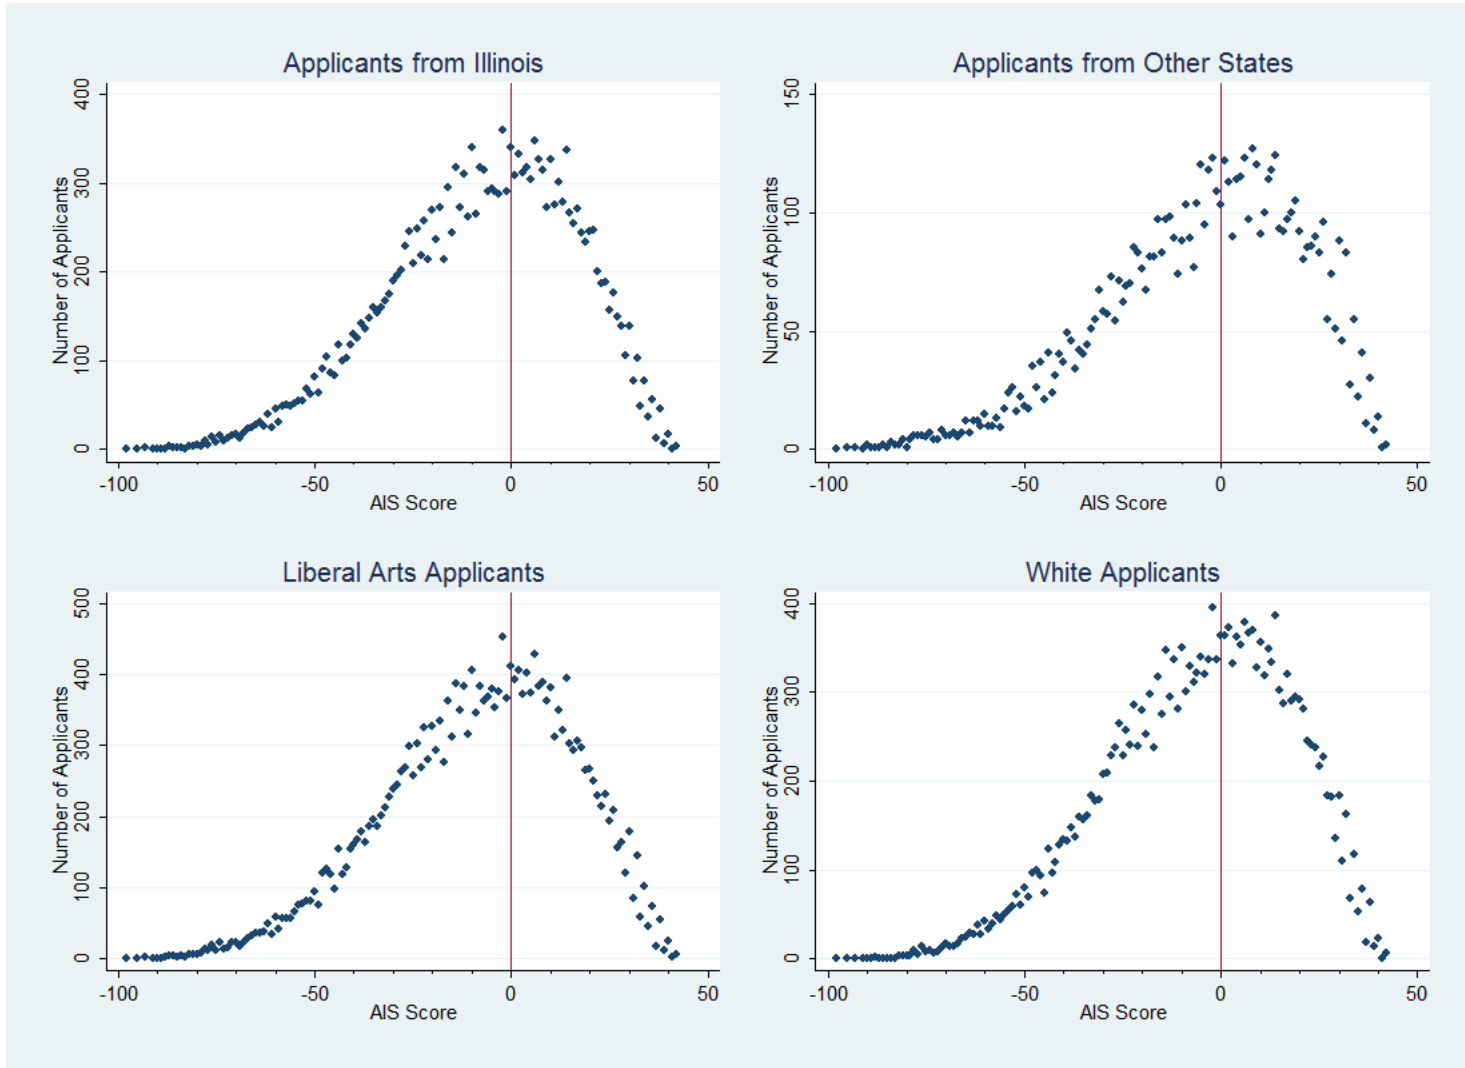 Applicants from Illinois
Number of Applicants
400
300
200
100
0
-100 -50 0 50
AIS Score
Applicants from Other States
Number of Applicants
150
100
50
0
-100 -50 0 50
AIS Score
Liberal Arts Applicants
Number of Applicants
500
400
300
200
100
0
-100 -50 0 50
AIS Score
White Applicants
Number of Applicants
400
300
200
100
0
-100 -50 0 50
AIS Score